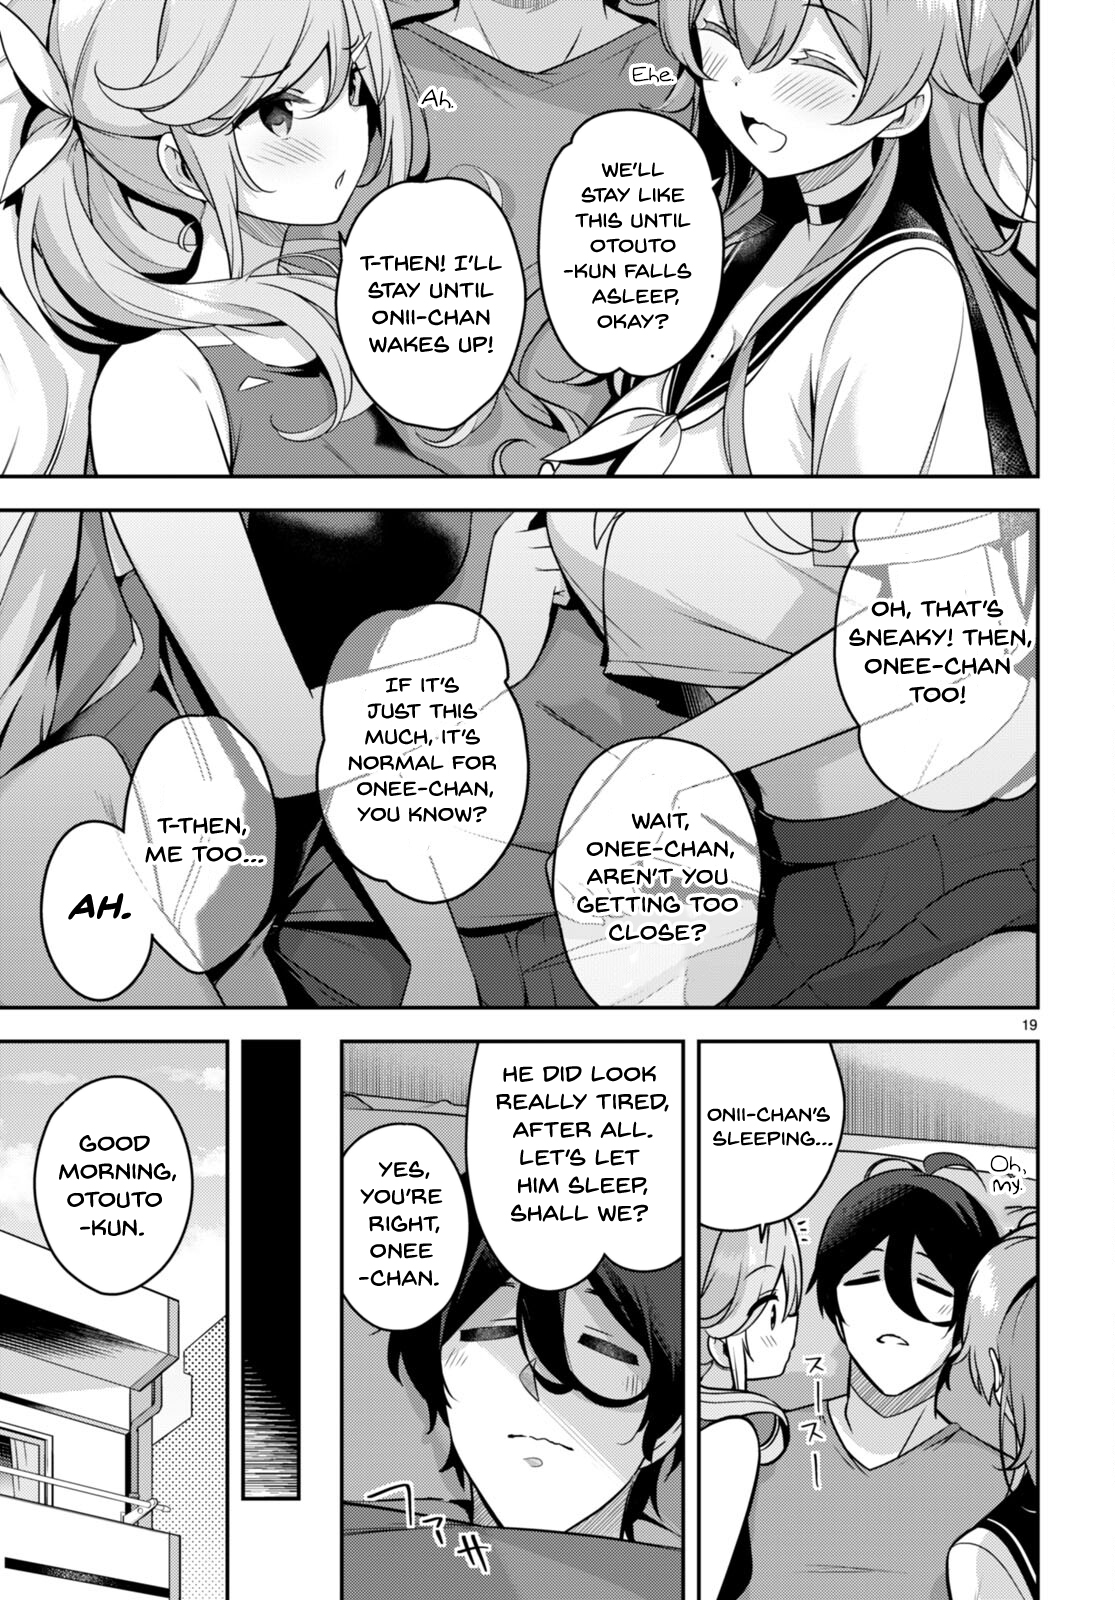 Ehe.
WE'LL
STAY LIKE
THIS UNTIL
OTOUTO
-KUN FALLS
ASLEEP,
OKAY?
Ah.
T-THEN! I'LL
STAY UNTIL
ONII-CHAN
WAKES UP!
OH, THAT'S
SNEAKY! THEN,
ONEE-CHAN
TOO!
WAIT,
ONEE-CHAN,
AREN'T YOU
GETTING TOO
CLOSE?
IF IT'S
JUST THIS
MUCH, IT'S
NORMAL FOR
ONEE-CHAN,
YOU KNOW?
T-THEN,
ME TOO...
AH.
19
ONII-CHAN'S
SLEEPING...
Oh,
my.
スースー
スースー
HE DID LOOK
REALLY TIRED,
AFTER ALL.
LET'S LET
HIM SLEEP,
SHALL WE?
YES,
YOU'RE
RIGHT,
ONEE
-CHAN.
GOOD
MORNING,
OTOUTO
-KUN.